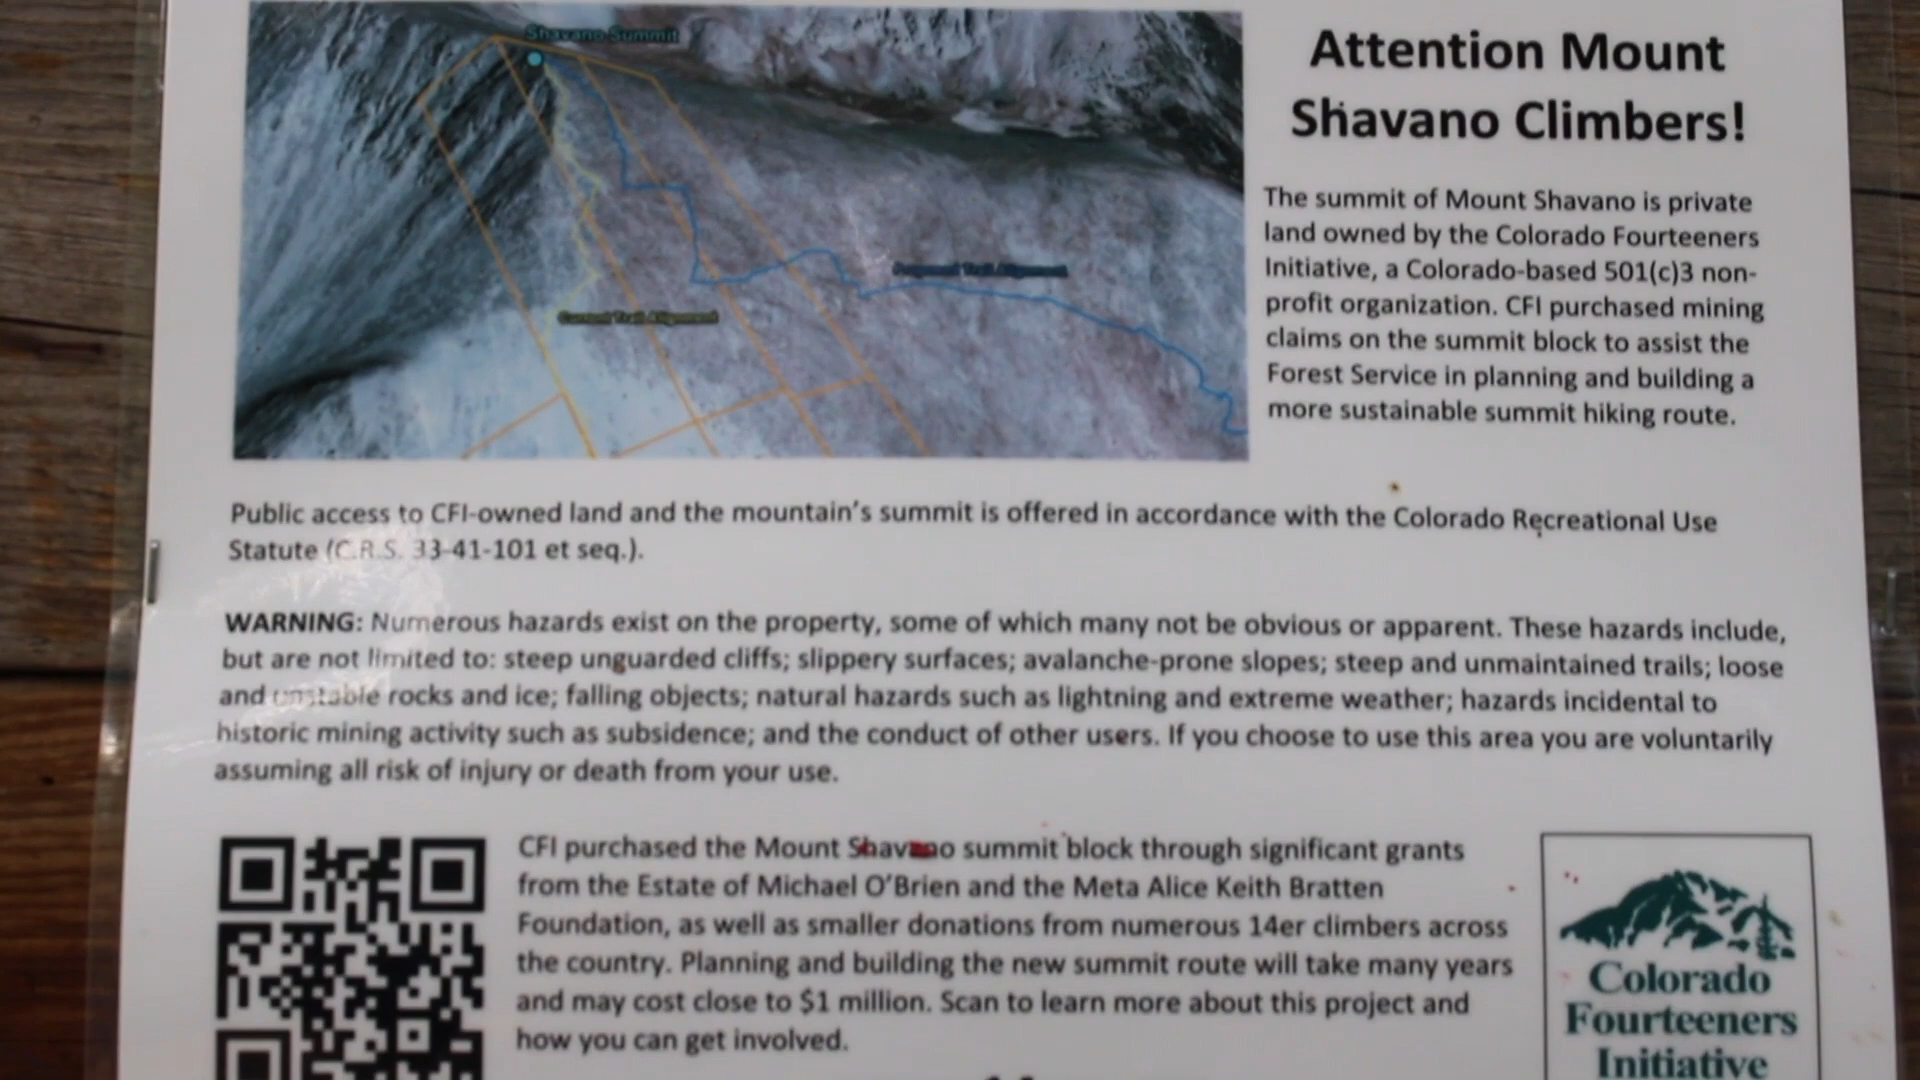 Shavano Summit
Proposed Trail Alignment
Current Trail Alignment
Attention Mount
Shavano Climbers!
The summit of Mount Shavano is private
land owned by the Colorado Fourteeners
Initiative, a Colorado-based 501(c)3 non-
profit organization. CFI purchased mining
claims on the summit block to assist the
Forest Service in planning and building a
more sustainable summit hiking route.
Public access to CFI-owned land and the mountain's summit is offered in accordance with the Colorado Recreational Use
Statute (C.R.S. 33-41-101 et seq.).
WARNING: Numerous hazards exist on the property, some of which many not be obvious or apparent. These hazards include,
but are not limited to: steep unguarded cliffs; slippery surfaces; avalanche-prone slopes; steep and unmaintained trails; loose
and unstable rocks and ice; falling objects; natural hazards such as lightning and extreme weather; hazards incidental to
historic mining activity such as subsidence; and the conduct of other users. If you choose to use this area you are voluntarily
assuming all risk of injury or death from your use.
CFI purchased the Mount Shavano summit block through significant grants
from the Estate of Michael O'Brien and the Meta Alice Keith Bratten
Foundation, as well as smaller donations from numerous 14er climbers across
the country. Planning and building the new summit route will take many years
and may cost close to $1 million. Scan to learn more about this project and
how you can get involved.
Colorado
Fourteeners
Initiative